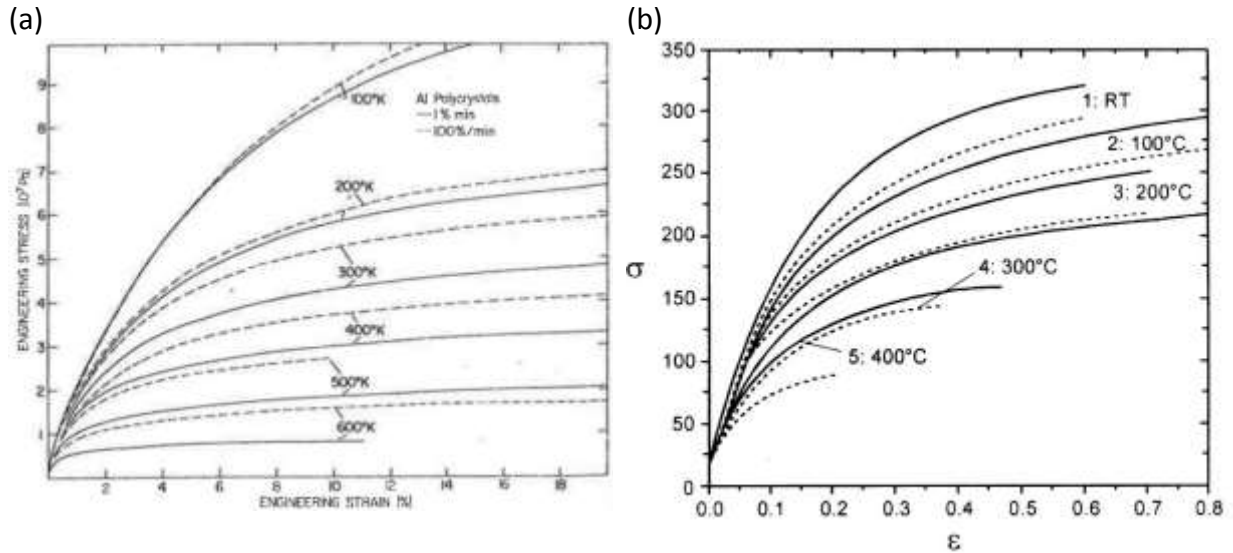 (a)
(b)
ENGINEERING STRESS [10⁷ Pa]
9
8
7
6
5
4
3
2
1
100°K
Al Polycrystals
1% min
100%/min
200°K
300°K
400°K
500°K
600°K
2 4 6 8 10 12 14 16 18
ENGINEERING STRAIN [%]
350
300
250
200
150
100
50
0
σ
1: RT
2: 100°C
3: 200°C
4: 300°C
5: 400°C
0.0 0.1 0.2 0.3 0.4 0.5 0.6 0.7 0.8
ε